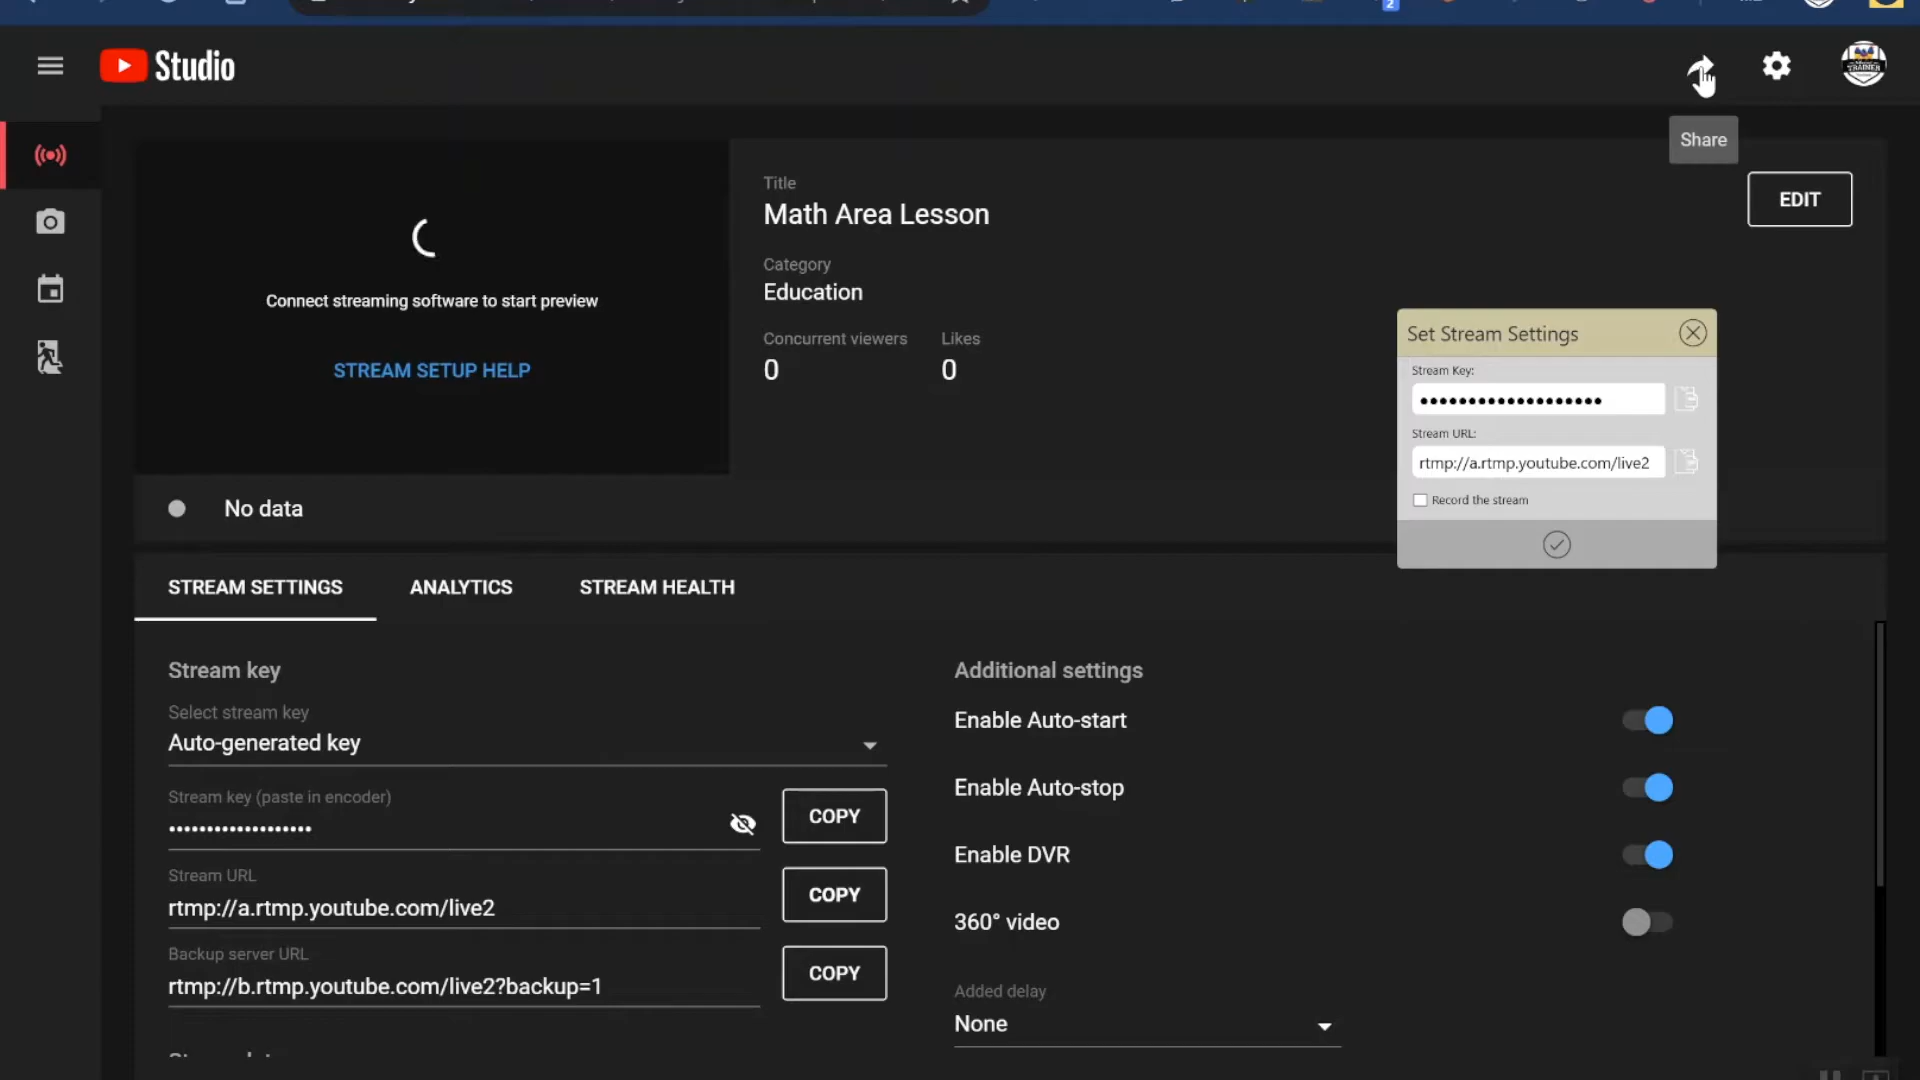 2
Studio
TRAINER
Share
Title
Math Area Lesson
EDIT
Category
Education
Concurrent viewers
Likes
0
0
Connect streaming software to start preview
STREAM SETUP HELP
No data
Set Stream Settings
Stream Key:
•••••••••••••••••••
Stream URL:
rtmp://a.rtmp.youtube.com/live2
Record the stream
STREAM SETTINGS
ANALYTICS
STREAM HEALTH
Stream key
Select stream key
Auto-generated key
Stream key (paste in encoder)
•••••••••••••••••••
COPY
Stream URL
rtmp://a.rtmp.youtube.com/live2
COPY
Backup server URL
rtmp://b.rtmp.youtube.com/live2?backup=1
COPY
Additional settings
Enable Auto-start
Enable Auto-stop
Enable DVR
360° video
Added delay
None